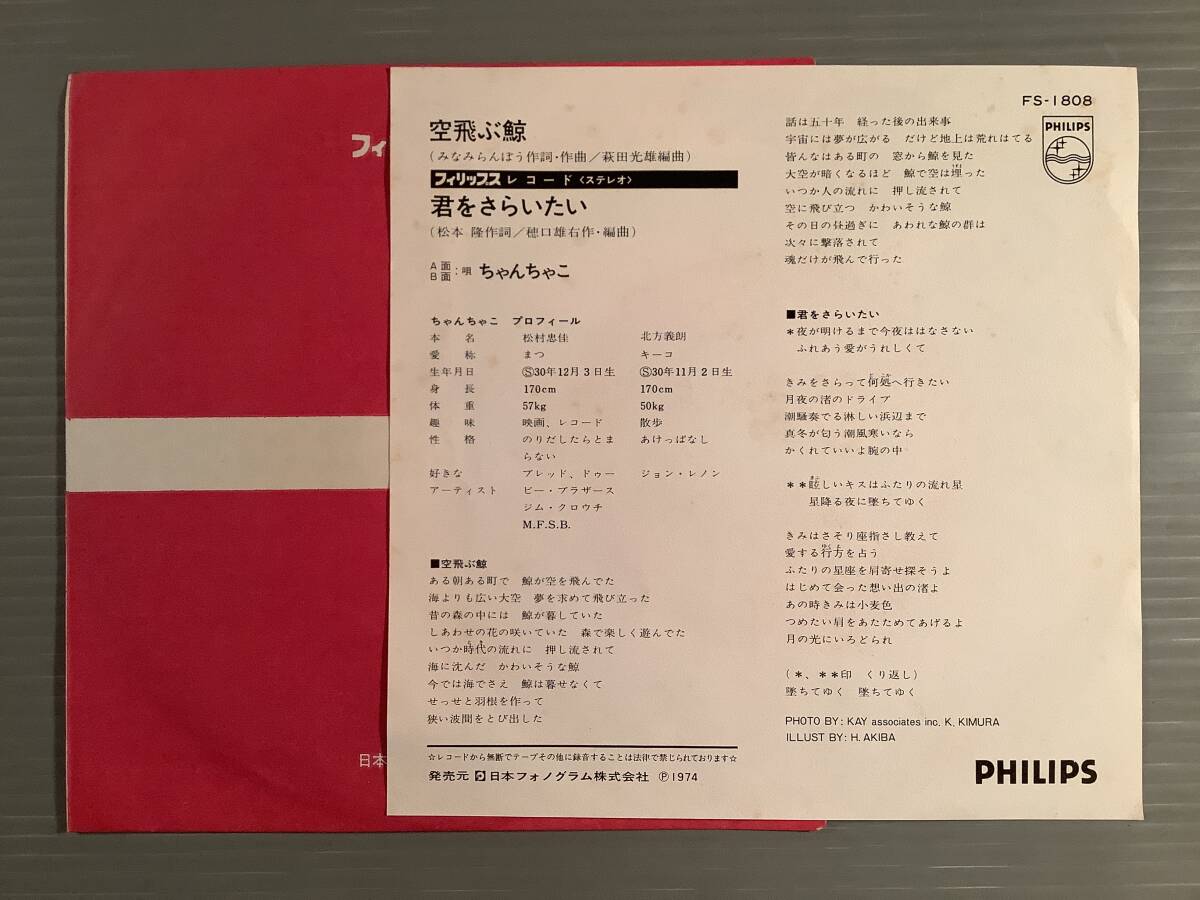 フィ
日本
空飛ぶ鯨
(みなみらんぼう作詞・作曲/萩田光雄編曲)
フィリップス レコード〈ステレオ〉
君をさらいたい
(松本 隆作詞/穂口雄右作・編曲)
A面
B面:唄 ちゃんちゃこ
ちゃんちゃこ プロフィール
本名 松村忠佳 北方義朗
愛称 まつ キーコ
生年月日 Ⓢ30年12月3日生 Ⓢ30年11月2日生
身長 170cm 170cm
体重 57kg 50kg
趣味 映画、レコード 散歩
性格 のりだしたらとま あけっぱなし
らない
好きな ブレッド、ドゥー ジョン・レノン
アーティスト ビー・ブラザース
ジム・クロウチ
M.F.S.B.
■空飛ぶ鯨
ある朝ある町で 鯨が空を飛んでた
海よりも広い大空 夢を求めて飛び立った
昔の森の中には 鯨が暮していた
しあわせの花の咲いていた 森で楽しく遊んでた
いつか時代の流れに 押し流されて
海に沈んだ かわいそうな鯨
今では海でさえ 鯨は暮せなくて
せっせと羽根を作って
狭い波間をとび出した
☆レコードから無断でテープその他に録音することは法律で禁じられております☆
発売元 日本フォノグラム株式会社 Ⓟ1974
FS-1808
PHILIPS
話は五十年 経った後の出来事
宇宙には夢が広がる だけど地上は荒れはてる
皆んなはある町の 窓から鯨を見た
大空が暗くなるほど 鯨で空は埋った
いつか人の流れに 押し流されて
空に飛び立つ かわいそうな鯨
その日の昼過ぎに あわれな鯨の群は
次々に撃落されて
魂だけが飛んで行った
■君をさらいたい
*夜が明けるまで今夜ははなさない
ふれあう愛がうれしくて
きみをさらって何処へ行きたい
月夜の渚のドライブ
潮騒奏でる淋しい浜辺まで
真冬が匂う潮風寒いなら
かくれていいよ腕の中
**眩しいキスはふたりの流れ星
星降る夜に墜ちてゆく
きみはさそり座指さし教えて
愛する行方を占う
ふたりの星座を肩寄せ探そうよ
はじめて会った想い出の渚よ
あの時きみは小麦色
つめたい肩をあたためてあげるよ
月の光にいろどられ
(*、**印 くり返し)
墜ちてゆく 墜ちてゆく
PHOTO BY: KAY associates inc. K. KIMURA
ILLUST BY: H. AKIBA
PHILIPS